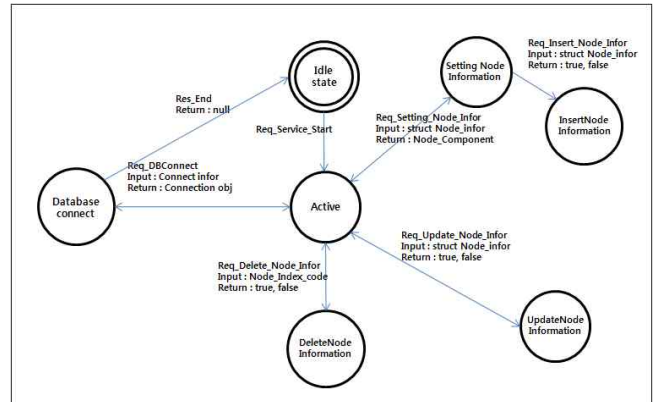 Idle
state
Setting Node
Information
Req_Insert_Node_Infor
Input : struct Node_infor
Return : true, false
InsertNode
Information
Res_End
Return : null
Req_Service_Start
Req_Setting_Node_Infor
Input : struct Node_infor
Return : Node_Component
Req_DBConnect
Input : Connect infor
Return : Connection obj
Database
connect
Active
Req_Update_Node_Infor
Input : struct Node_infor
Return : true, false
Req_Delete_Node_Infor
Input : Node_Index_code
Return : true, false
UpdateNode
Information
DeleteNode
Information